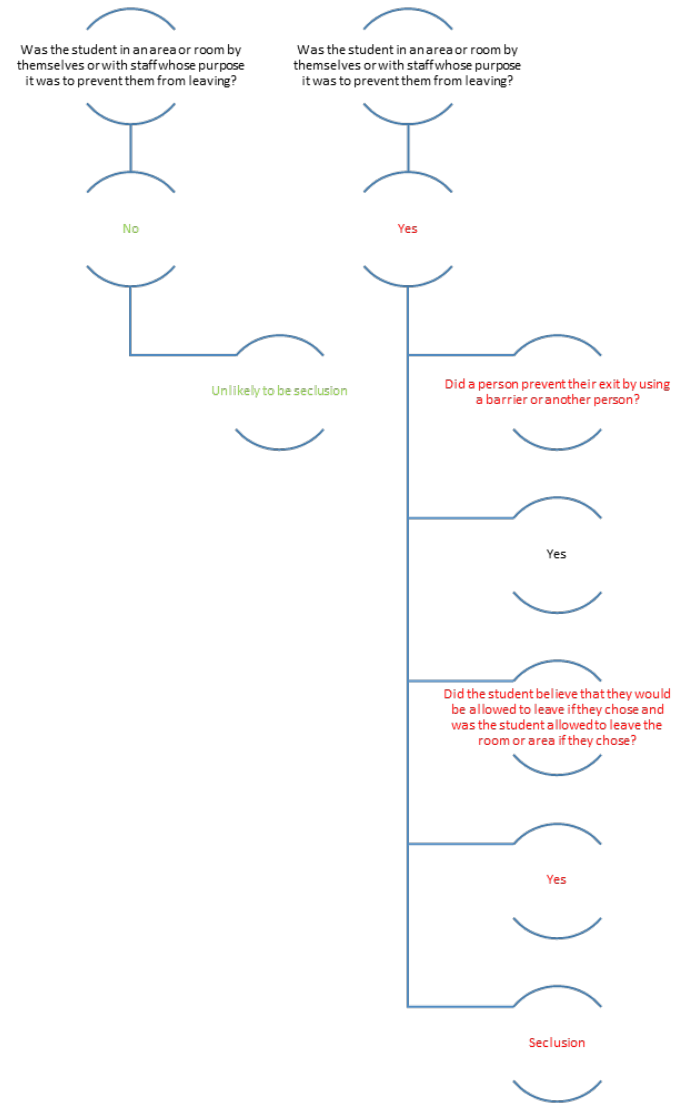 Was the student in an area or room by
themselves or with staff whose purpose
it was to prevent them from leaving?
Was the student in an area or room by
themselves or with staff whose purpose
it was to prevent them from leaving?
No
Yes
Unlikely to be seclusion
Did a person prevent their exit by using
a barrier or another person?
Yes
Did the student believe that they would
be allowed to leave if they chose and
was the student allowed to leave the
room or area if they chose?
Yes
Seclusion